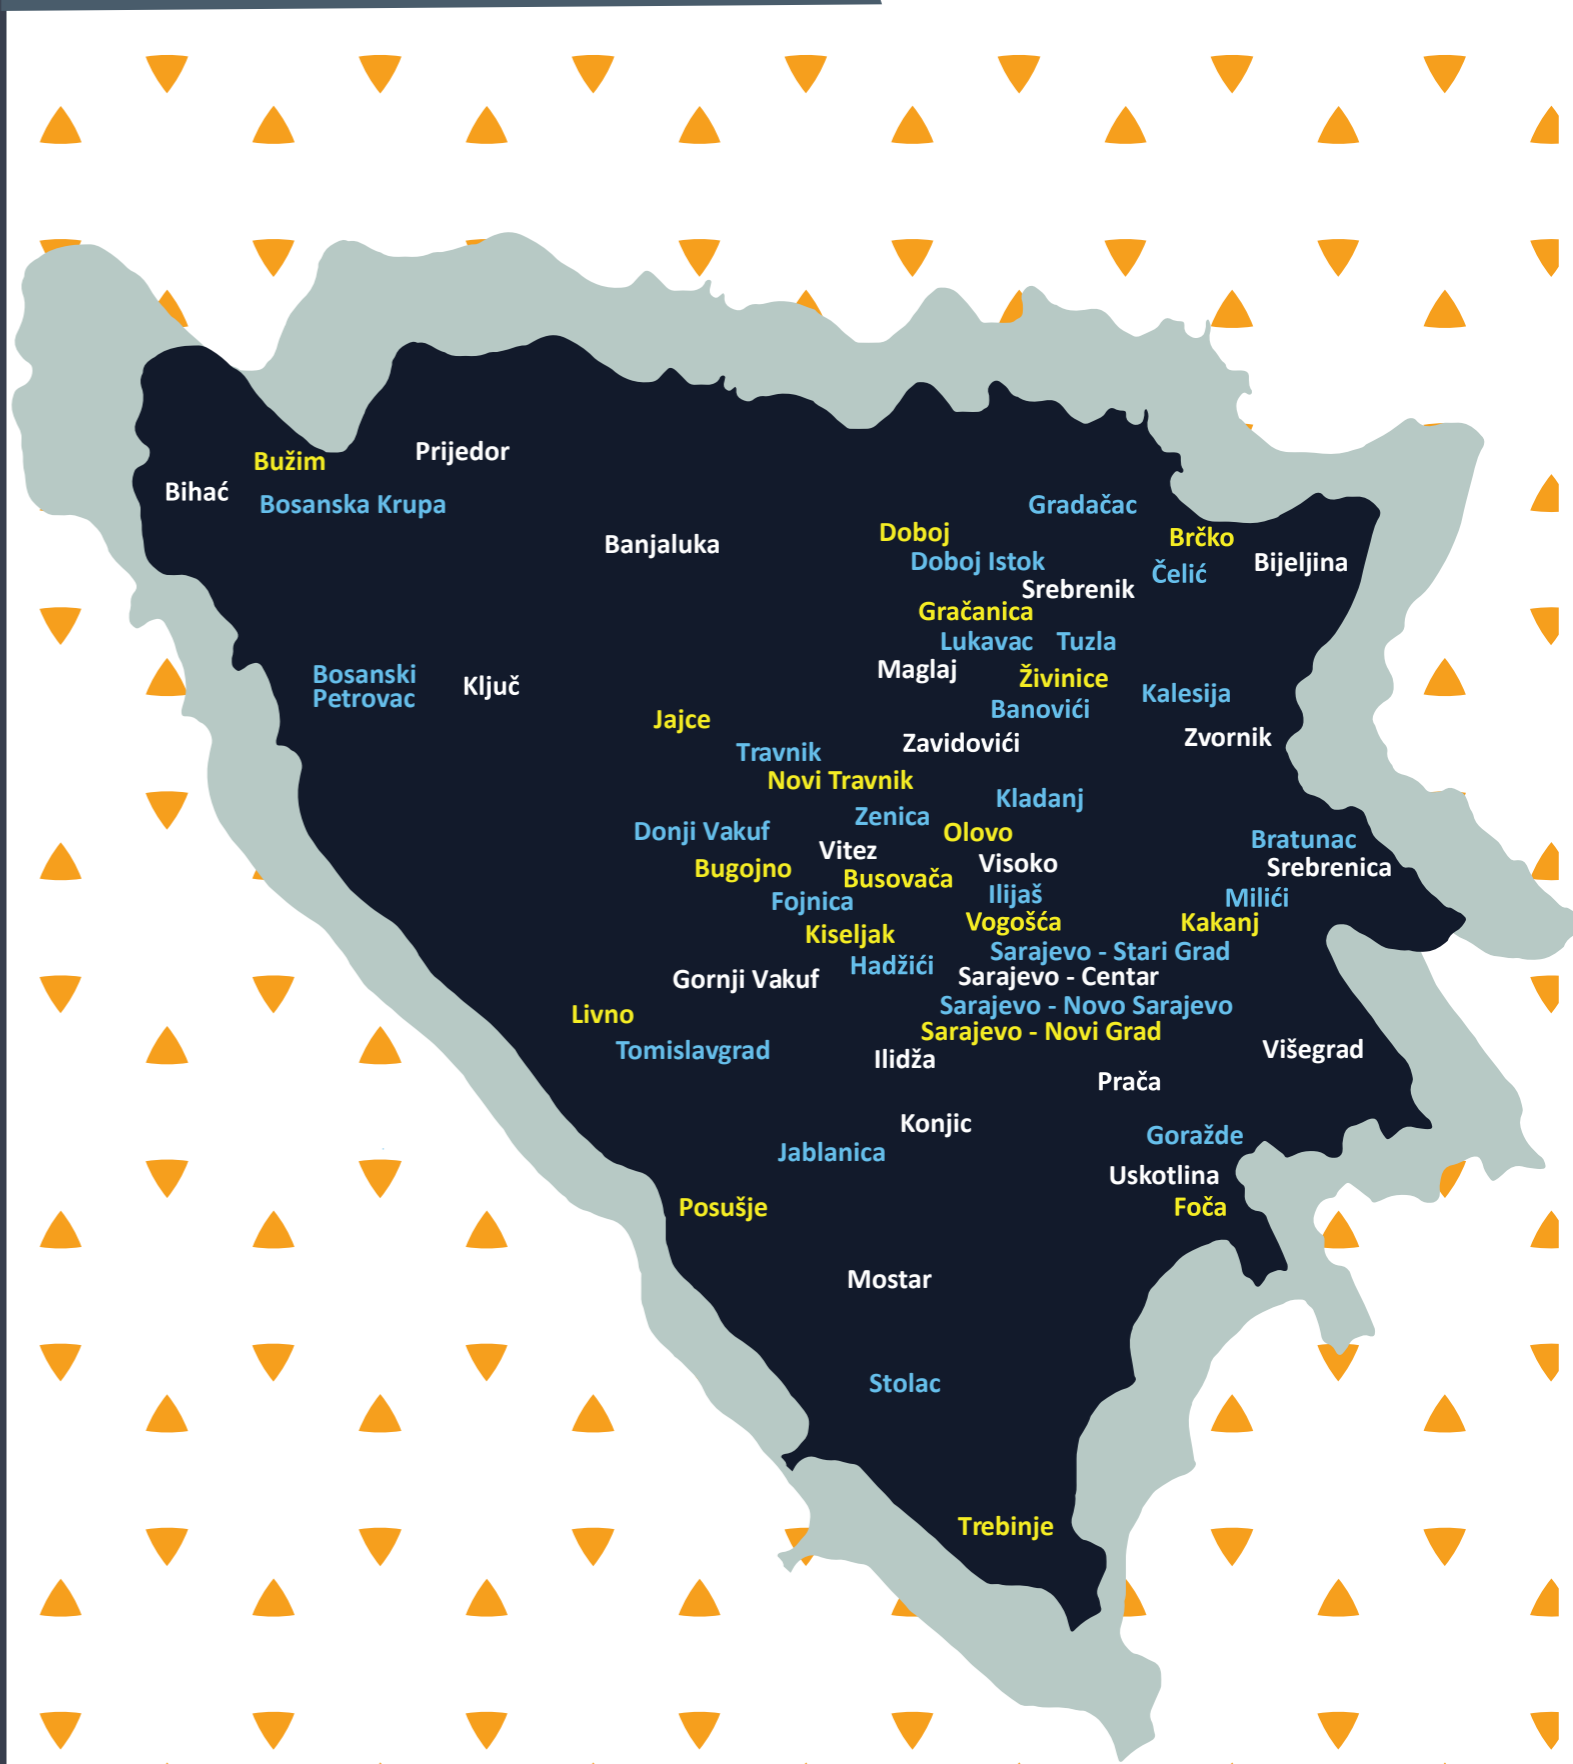 Prijedor
Bužim
Bihać
Bosanska Krupa
Gradačac
Doboj
Brčko
Banjaluka
Doboj Istok
Bijeljina
Čelić
Srebrenik
Gračanica
Lukavac
Tuzla
Maglaj
Bosanski
Petrovac
Živinice
Ključ
Kalesija
Banovići
Jajce
Zvornik
Zavidovići
Travnik
Novi Travnik
Kladanj
Zenica
Donji Vakuf
Olovo
Bratunac
Vitez
Visoko
Srebrenica
Bugojno
Busovača
Ilijaš
Milići
Fojnica
Vogošća
Kakanj
Kiseljak
Sarajevo - Stari Grad
Hadžići
Sarajevo - Centar
Gornji Vakuf
Sarajevo - Novo Sarajevo
Livno
Sarajevo - Novi Grad
Tomislavgrad
Višegrad
Ilidža
Prača
Konjic
Goražde
Jablanica
Uskotlina
Posušje
Foča
Mostar
Stolac
Trebinje